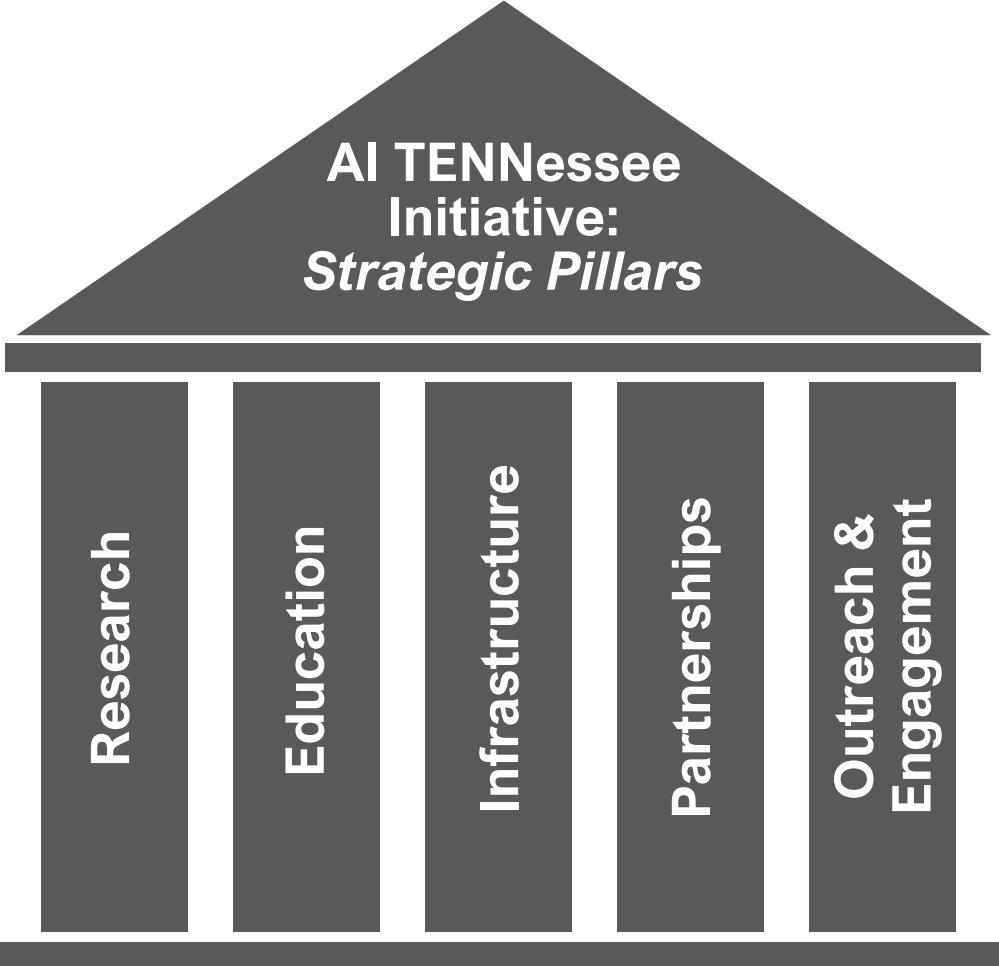 AI TENNessee
Initiative:
Strategic Pillars
Research
Education
Infrastructure
Partnerships
Outreach &
Engagement